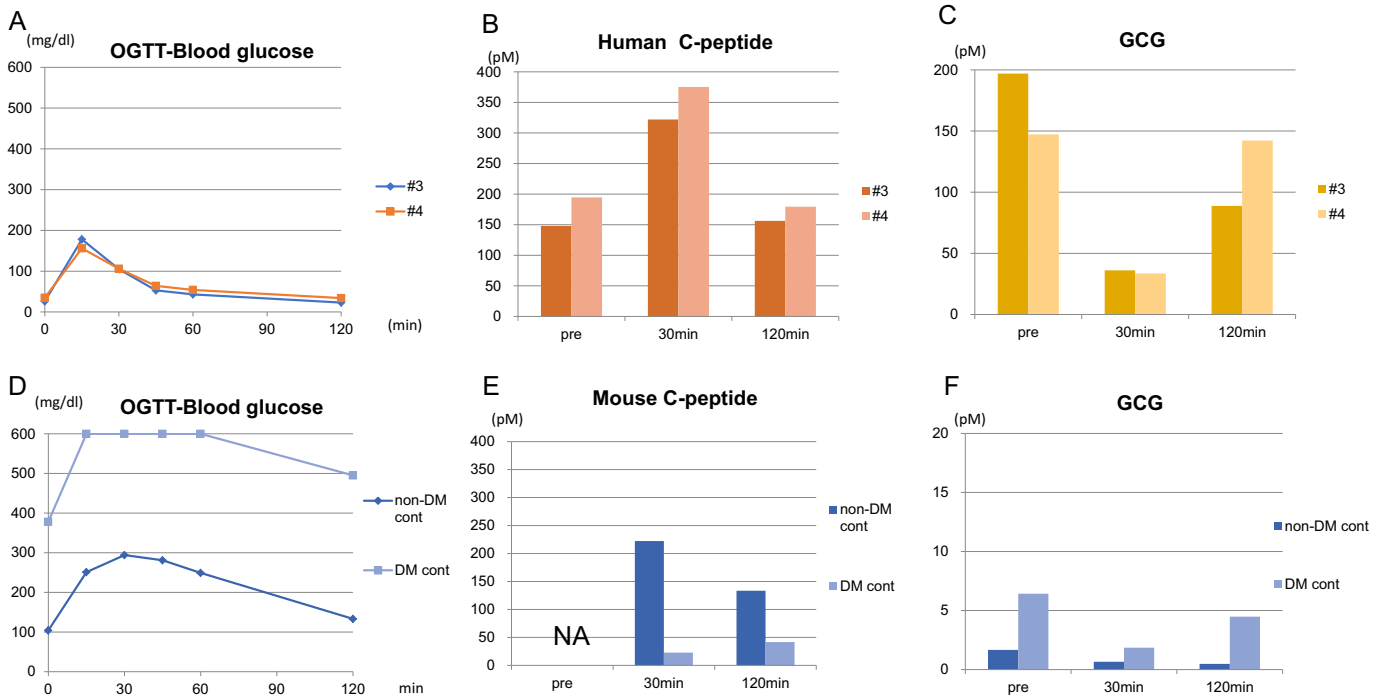 A
(mg/dl)
OGTT-Blood glucose
600
500
400
300
200
100
0
0 30 60 90 120
(min)
#3
#4
B
(pM)
Human C-peptide
400
350
300
250
200
150
100
50
0
pre 30min 120min
#3
#4
C
(pM)
GCG
200
150
100
50
0
pre 30min 120min
#3
#4
D
(mg/dl)
OGTT-Blood glucose
600
500
400
300
200
100
0
0 30 60 90 120
min
non-DM
cont
DM cont
E
(pM)
Mouse C-peptide
400
350
300
250
200
150
100
50
0
NA
pre 30min 120min
non-DM
cont
DM cont
F
(pM)
GCG
20
15
10
5
0
pre 30min 120min
non-DM cont
DM cont